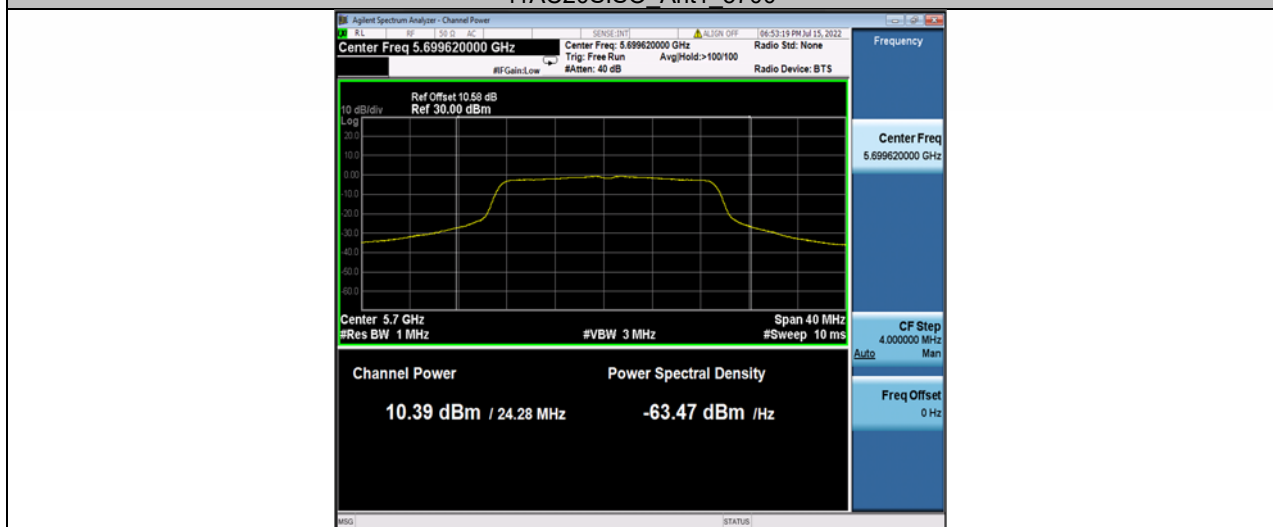 11AC20SISO_Ant1_5700
Agilent Spectrum Analyzer - Channel Power
RL RF 50 Ω AC SENSE:INT ALIGN OFF 06:53:19 PM Jul 15, 2022
Center Freq 5.699620000 GHz
Center Freq: 5.699620000 GHz
Radio Std: None
Trig: Free Run Avg|Hold:>100/100
#IFGain:Low
#Atten: 40 dB
Radio Device: BTS
Frequency
Ref Offset 10.58 dB
10 dB/div Ref 30.00 dBm
Log
20.0
10.0
0.00
-10.0
-20.0
-30.0
-40.0
-50.0
-60.0
Center 5.7 GHz Span 40 MHz
#Res BW 1 MHz #VBW 3 MHz #Sweep 10 ms
Channel Power Power Spectral Density
10.39 dBm / 24.28 MHz -63.47 dBm /Hz
Center Freq
5.699620000 GHz
CF Step
4.000000 MHz
Auto Man
Freq Offset
0 Hz
MSG STATUS